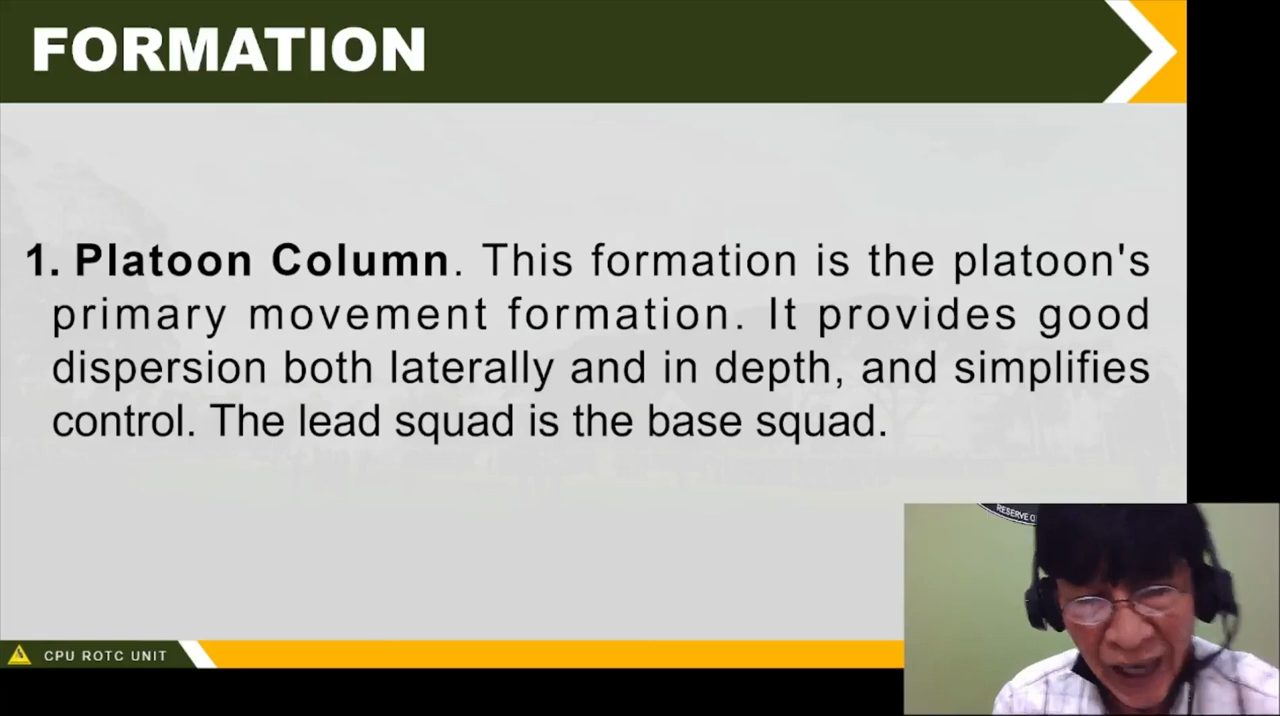 FORMATION
1. Platoon Column. This formation is the platoon's
primary movement formation. It provides good
dispersion both laterally and in depth, and simplifies
control. The lead squad is the base squad.
RESERVE O
CPU ROTC UNIT